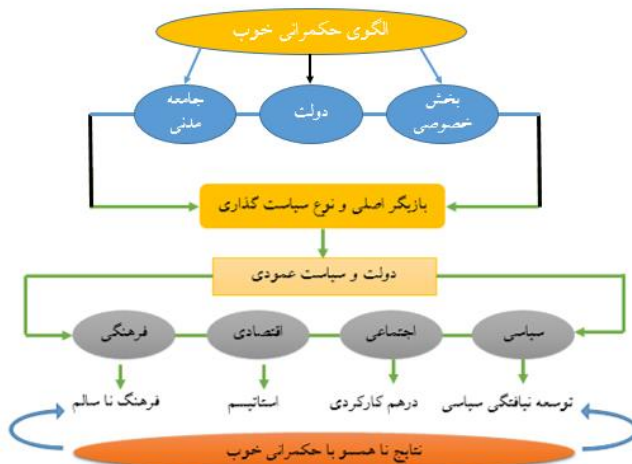 الگوی حکمرانی خوب
بخش
خصوصی
دولت
جامعه
مدنی
بازیگر اصلی و نوع سیاست گذاری
دولت و سیاست عمودی
سیاسی
اجتماعی
اقتصادی
فرهنگی
توسعه نیافتگی سیاسی
درهم کارکردی
استاتیسم
فرهنگ نا سالم
نتایج نا همسو با حکمرانی خوب